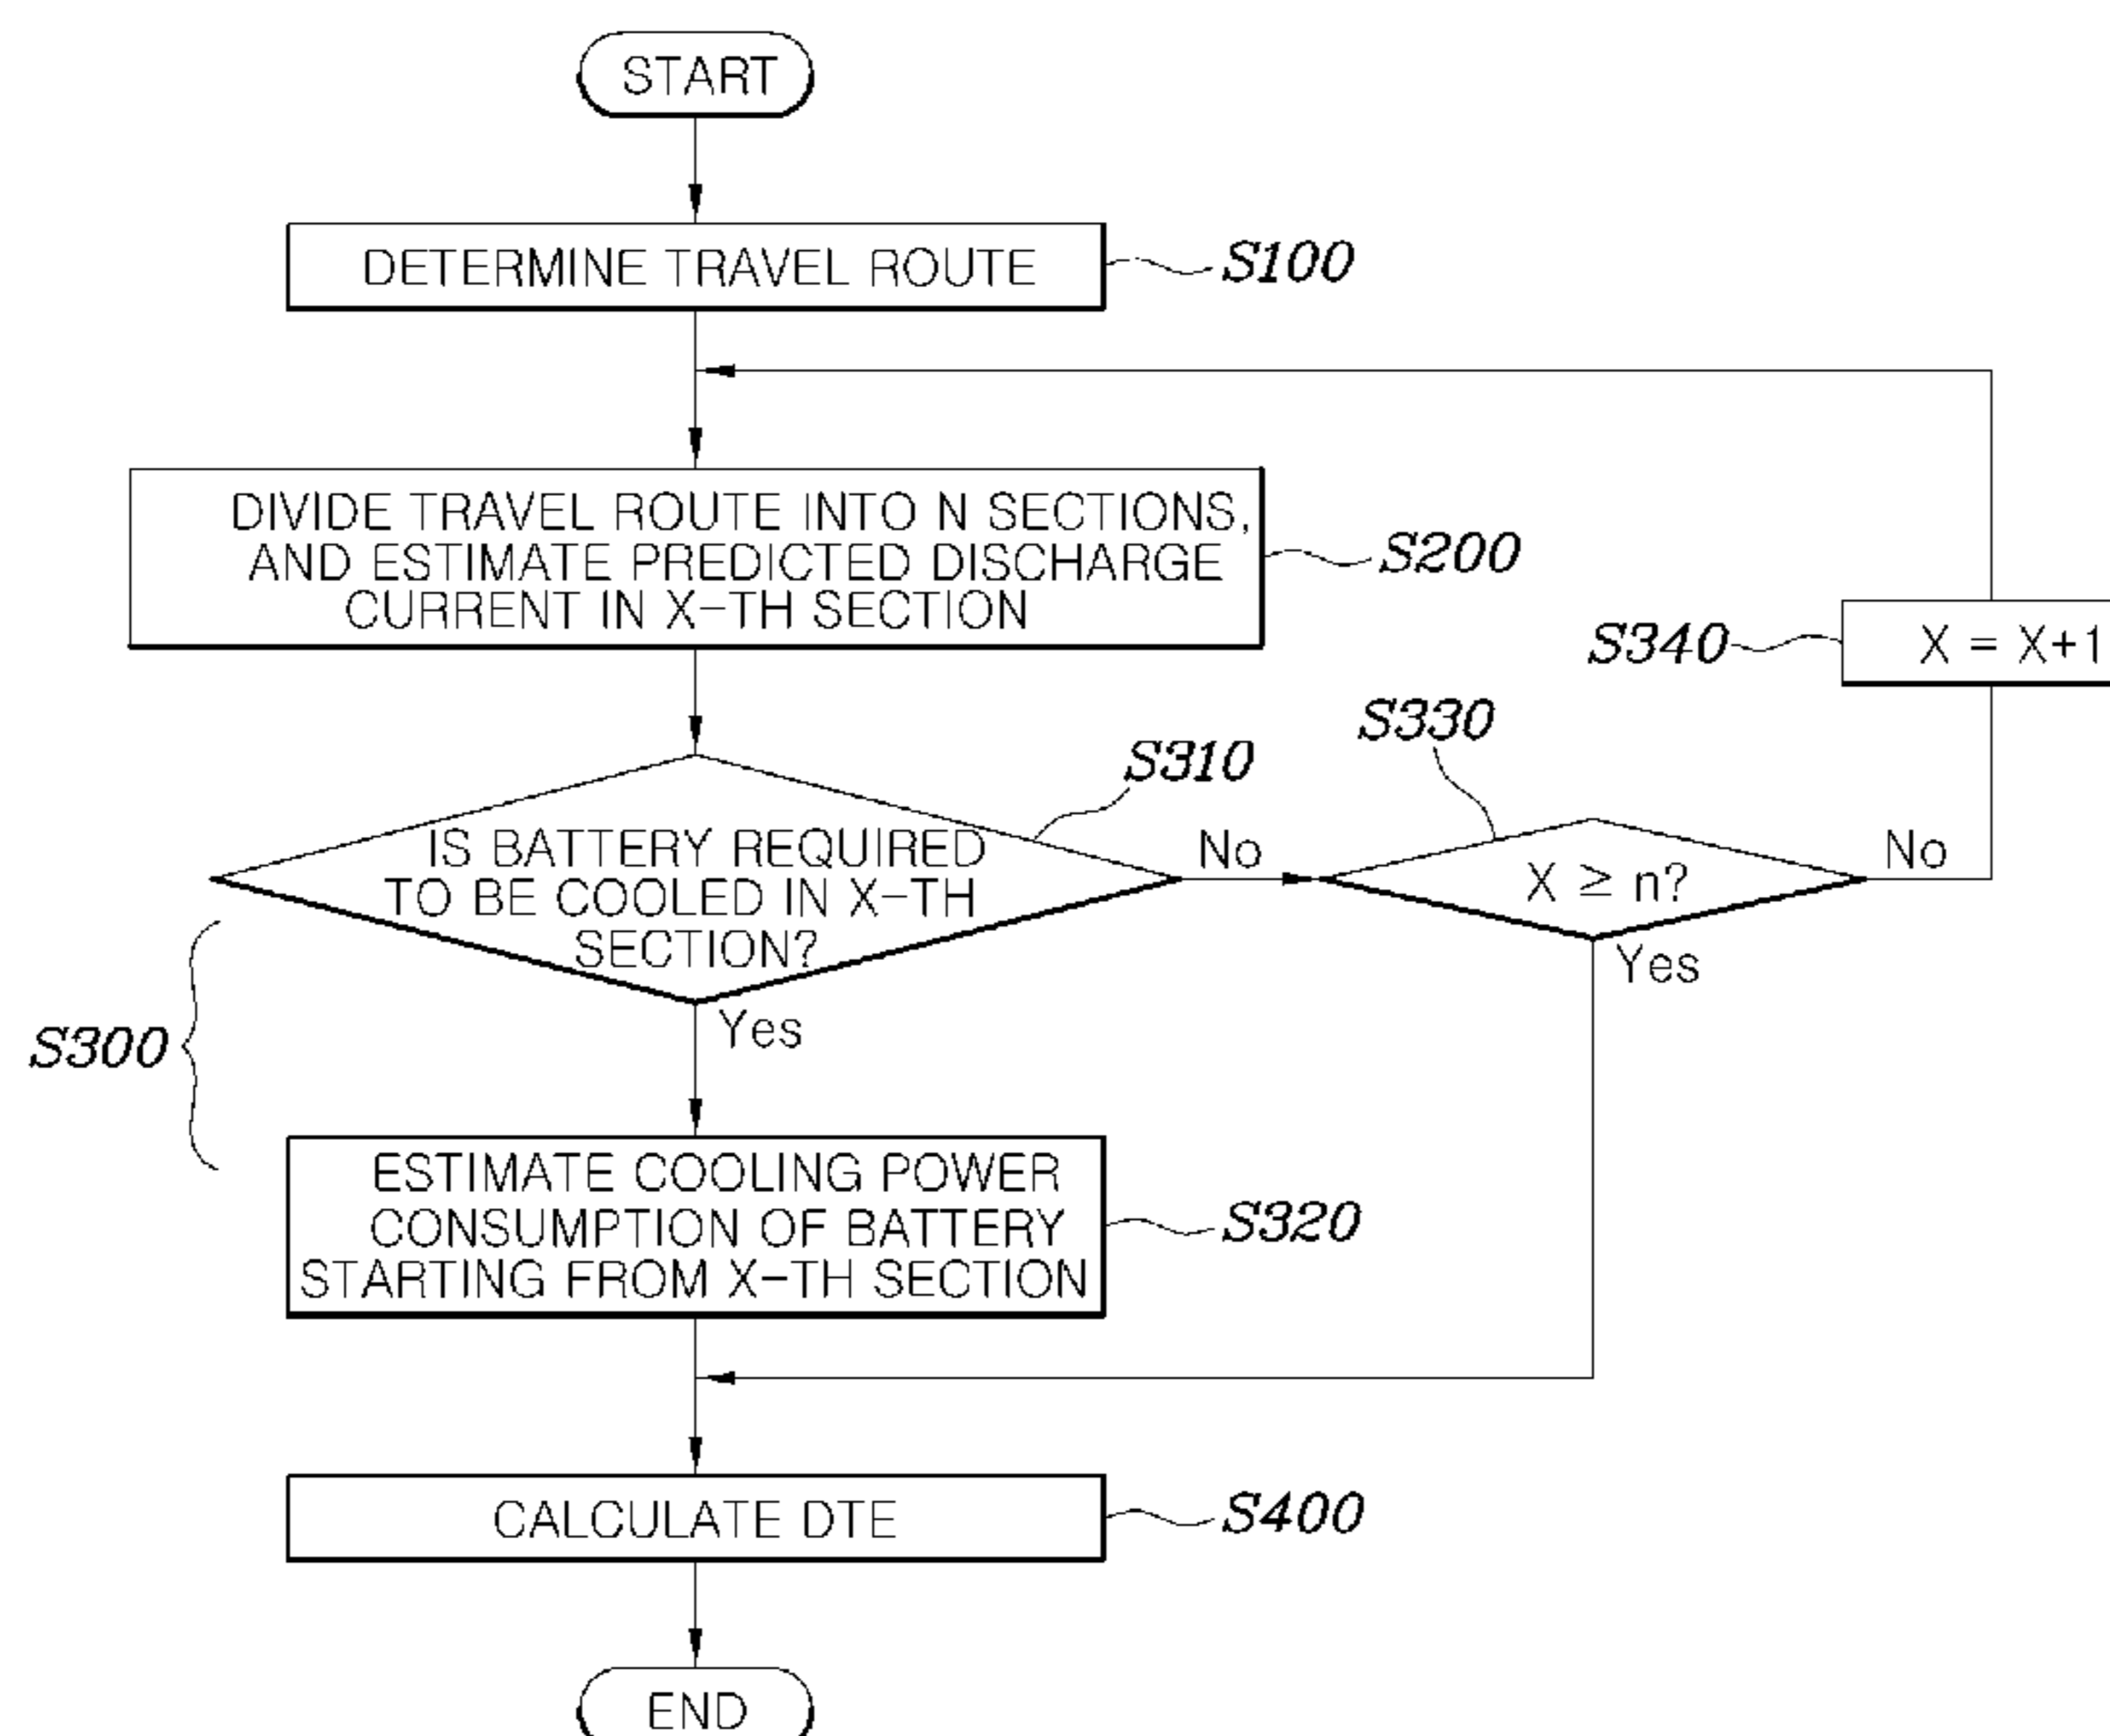 START
DETERMINE TRAVEL ROUTE
S100
DIVIDE TRAVEL ROUTE INTO N SECTIONS,
AND ESTIMATE PREDICTED DISCHARGE
CURRENT IN X-TH SECTION
S200
S340
X = X+1
S330
S310
IS BATTERY REQUIRED
TO BE COOLED IN X-TH
SECTION?
No
X ≥ n?
No
Yes
Yes
S300
ESTIMATE COOLING POWER
CONSUMPTION OF BATTERY
STARTING FROM X-TH SECTION
S320
CALCULATE DTE
S400
END